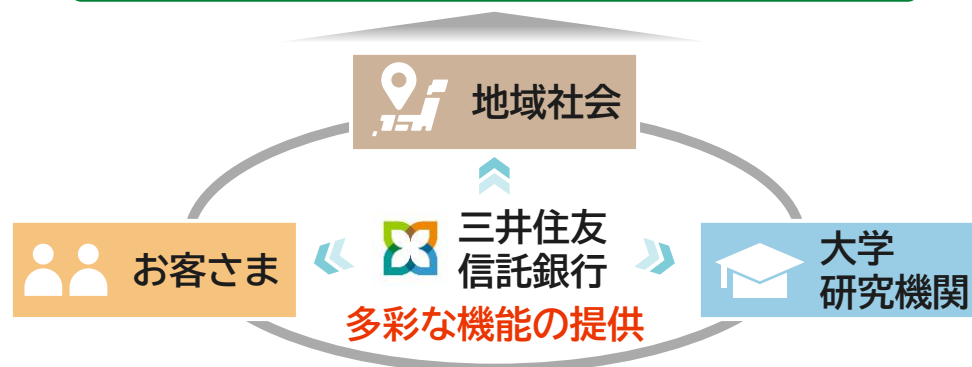 地域社会
お客さま
三井住友
信託銀行
多彩な機能の提供
大学
研究機関